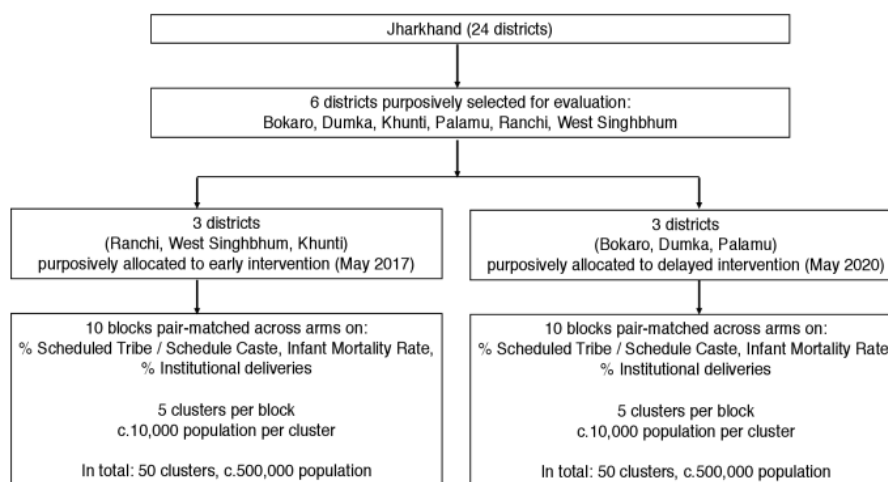 Jharkhand (24 districts)
6 districts purposively selected for evaluation:
Bokaro, Dumka, Khunti, Palamu, Ranchi, West Singhbhum
3 districts
(Ranchi, West Singhbhum, Khunti)
purposively allocated to early intervention (May 2017)
3 districts
(Bokaro, Dumka, Palamu)
purposively allocated to delayed intervention (May 2020)
10 blocks pair-matched across arms on:
% Scheduled Tribe / Schedule Caste, Infant Mortality Rate,
% Institutional deliveries
5 clusters per block
c.10,000 population per cluster
In total: 50 clusters, c.500,000 population
10 blocks pair-matched across arms on:
% Scheduled Tribe / Schedule Caste, Infant Mortality Rate,
% Institutional deliveries
5 clusters per block
c.10,000 population per cluster
In total: 50 clusters, c.500,000 population